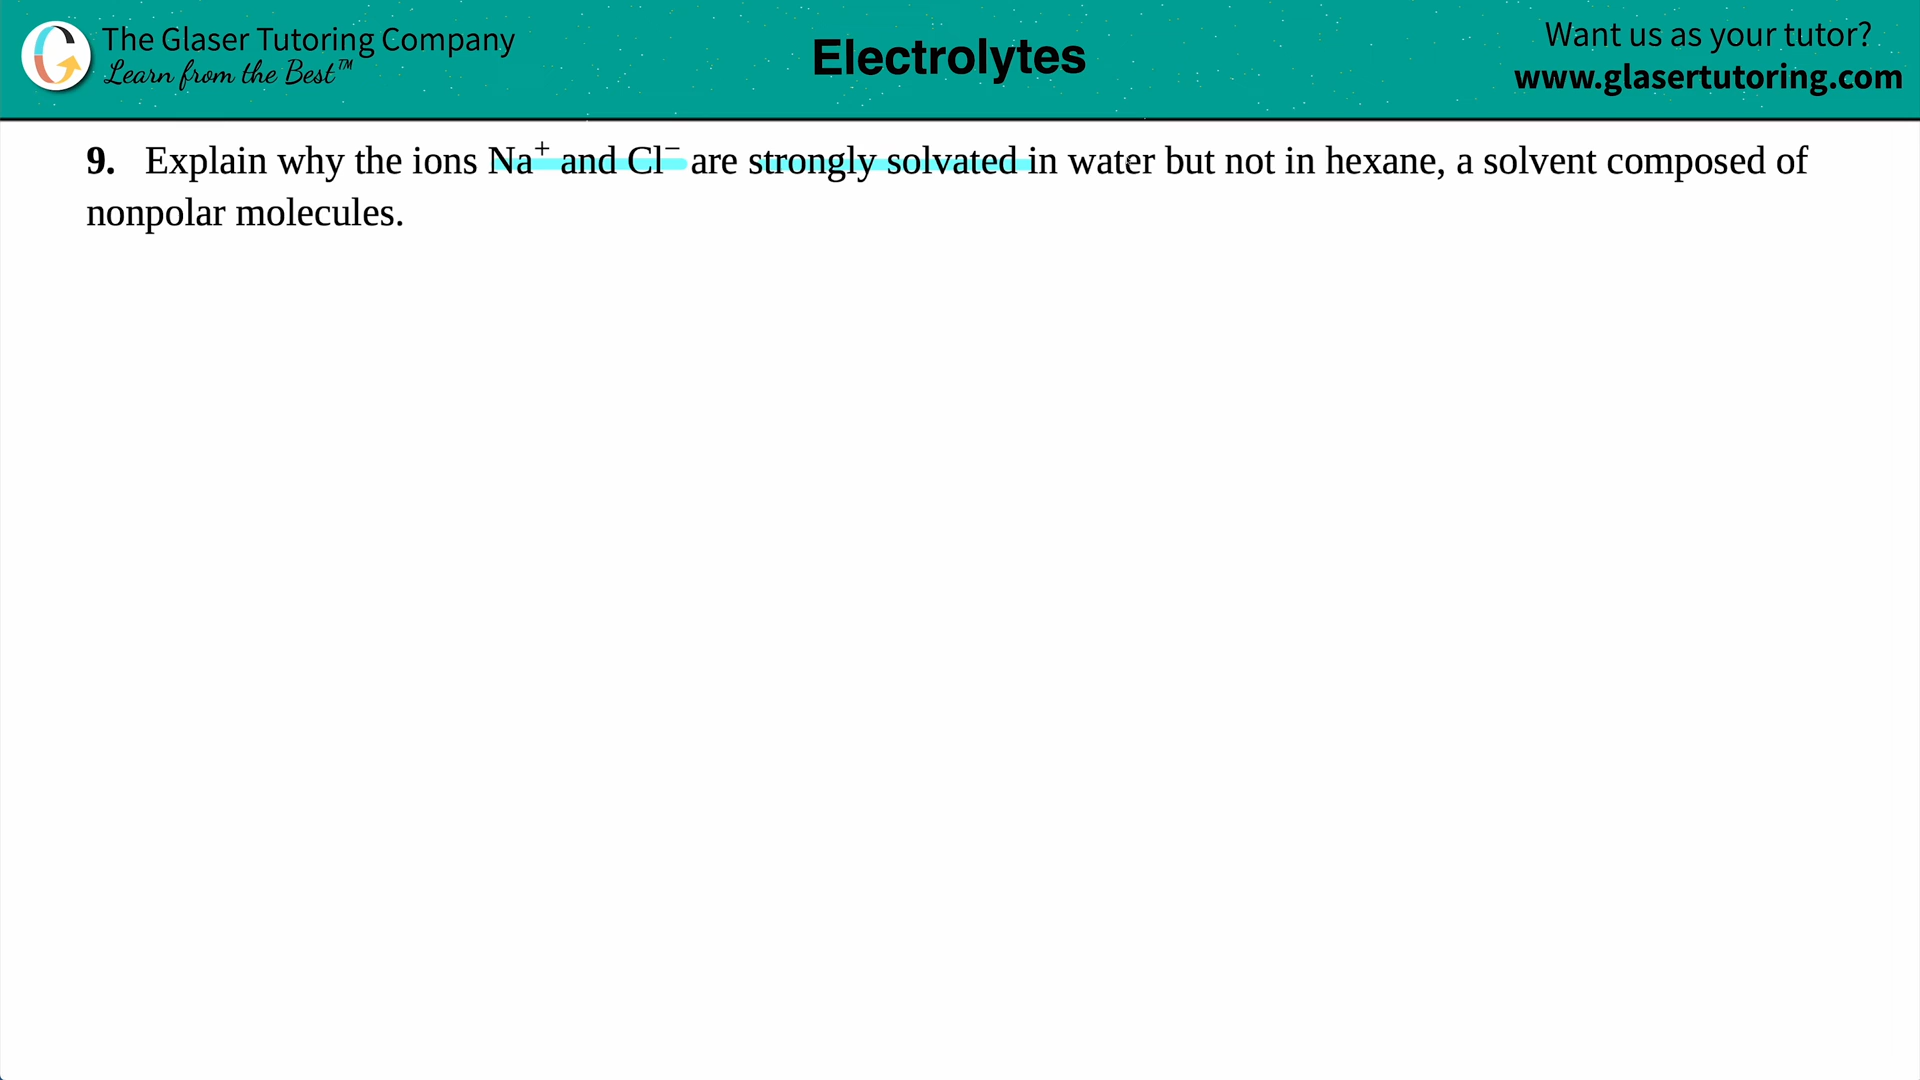 The Glaser Tutoring Company
Learn from the Best™
Electrolytes
Want us as your tutor?
www.glasertutoring.com
9. Explain why the ions Na⁺ and Cl⁻ are strongly solvated in water but not in hexane, a solvent composed of
nonpolar molecules.